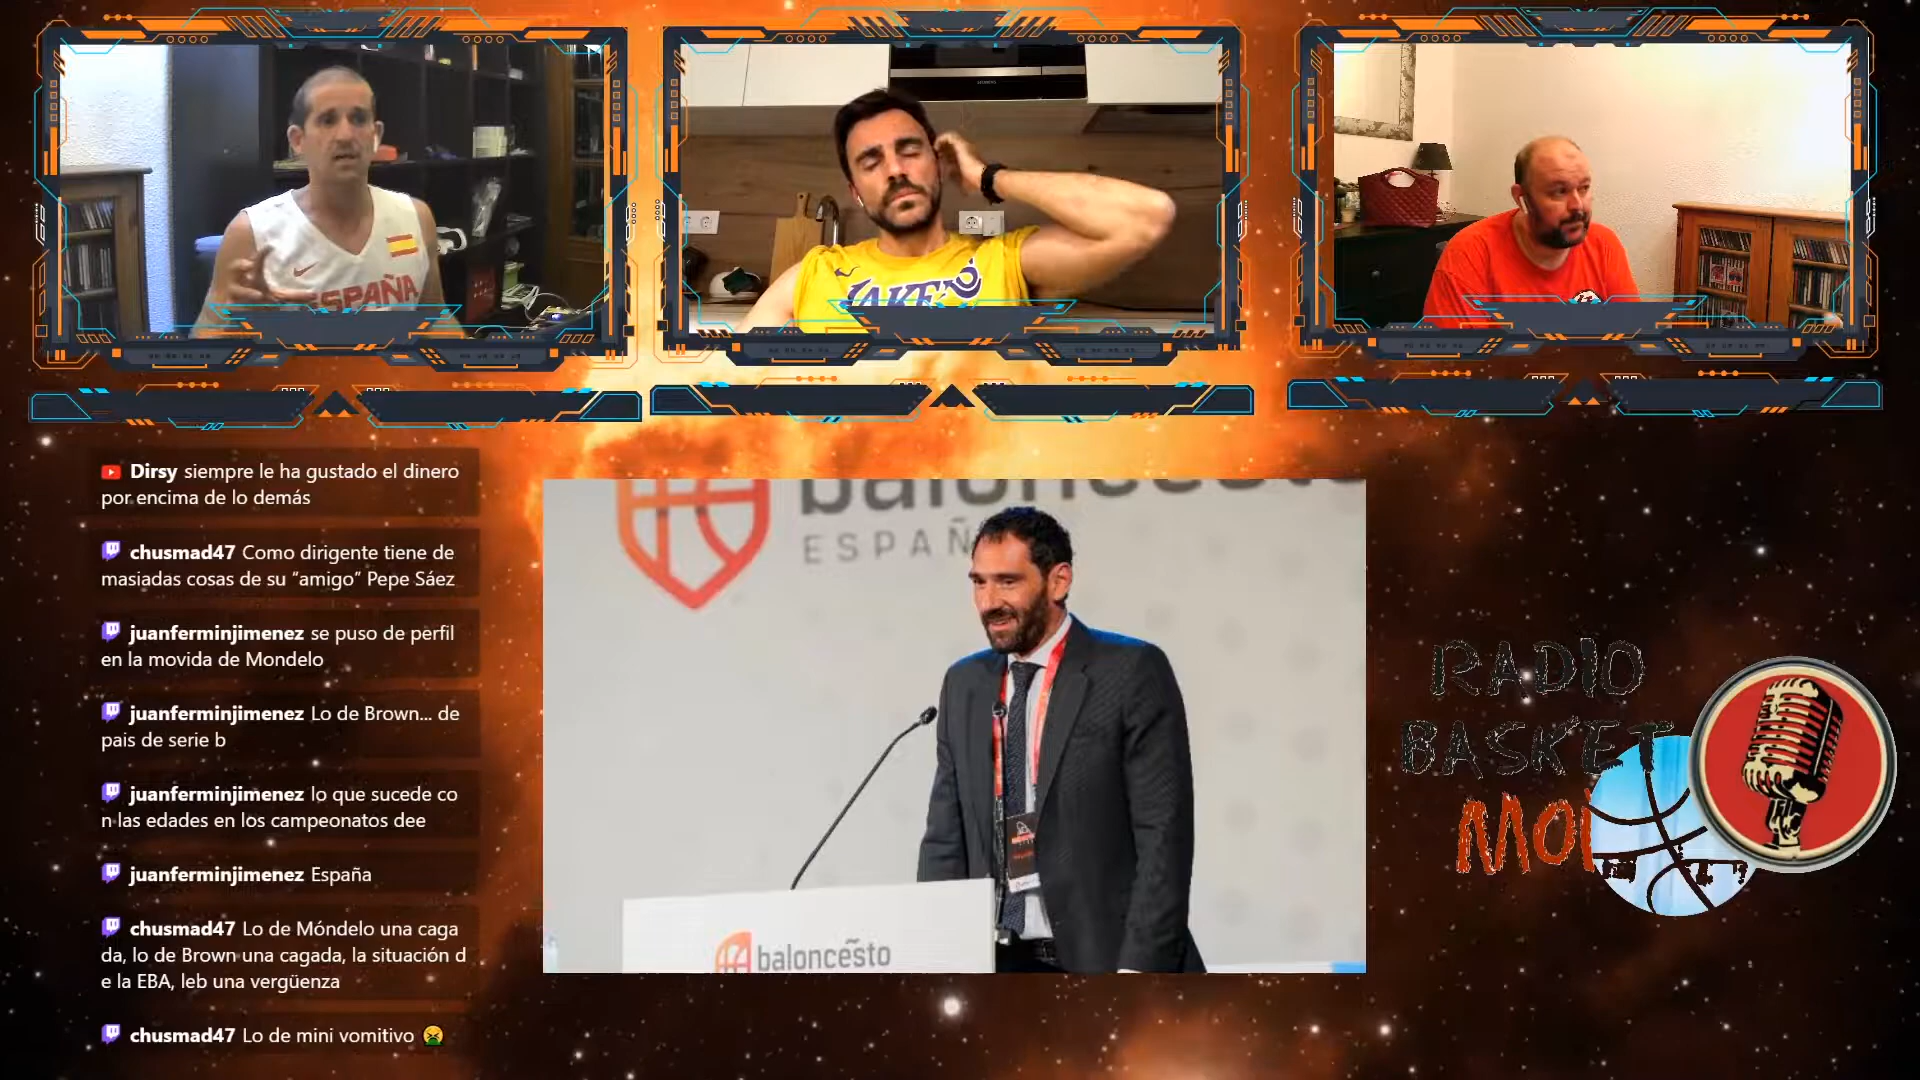 ESPAÑA
LAKERS
Dirsy siempre le ha gustado el dinero
por encima de lo demás
chusmad47 Como dirigente tiene de
masiadas cosas de su "amigo" Pepe Sáez
juanferminjimenez se puso de perfil
en la movida de Mondelo
juanferminjimenez Lo de Brown... de
pais de serie b
juanferminjimenez lo que sucede co
n las edades en los campeonatos dee
juanferminjimenez España
chusmad47 Lo de Móndelo una caga
da, lo de Brown una cagada, la situación d
e la EBA, leb una vergüenza
chusmad47 Lo de mini vomitivo 🤮
baloncesto
ESPAÑA
baloncesto
RADIO
BASKET